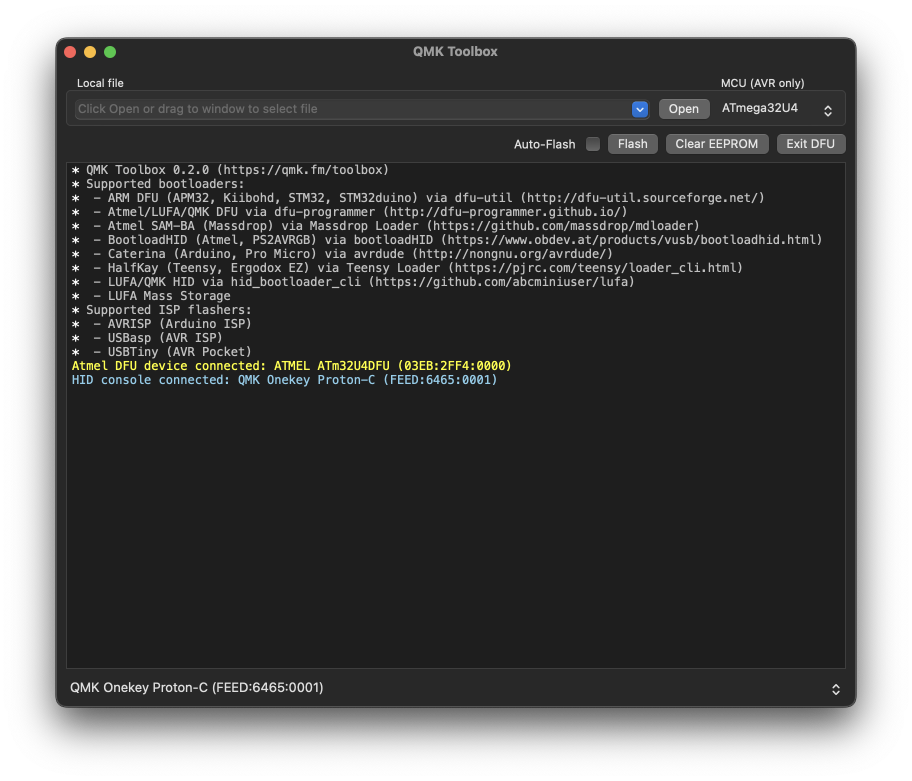 QMK Toolbox
Local file
MCU (AVR only)
Click Open or drag to window to select file
Open
ATmega32U4
Auto-Flash
Flash
Clear EEPROM
Exit DFU
* QMK Toolbox 0.2.0 (https://qmk.fm/toolbox)
* Supported bootloaders:
*  - ARM DFU (APM32, Kiibohd, STM32, STM32duino) via dfu-util (http://dfu-util.sourceforge.net/)
*  - Atmel/LUFA/QMK DFU via dfu-programmer (http://dfu-programmer.github.io/)
*  - Atmel SAM-BA (Massdrop) via Massdrop Loader (https://github.com/massdrop/mdloader)
*  - BootloadHID (Atmel, PS2AVRGB) via bootloadHID (https://www.obdev.at/products/vusb/bootloadhid.html)
*  - Caterina (Arduino, Pro Micro) via avrdude (http://nongnu.org/avrdude/)
*  - HalfKay (Teensy, Ergodox EZ) via Teensy Loader (https://pjrc.com/teensy/loader_cli.html)
*  - LUFA/QMK HID via hid_bootloader_cli (https://github.com/abcminiuser/lufa)
*  - LUFA Mass Storage
* Supported ISP flashers:
*  - AVRISP (Arduino ISP)
*  - USBasp (AVR ISP)
*  - USBTiny (AVR Pocket)
Atmel DFU device connected: ATMEL ATm32U4DFU (03EB:2FF4:0000)
HID console connected: QMK Onekey Proton-C (FEED:6465:0001)
QMK Onekey Proton-C (FEED:6465:0001)